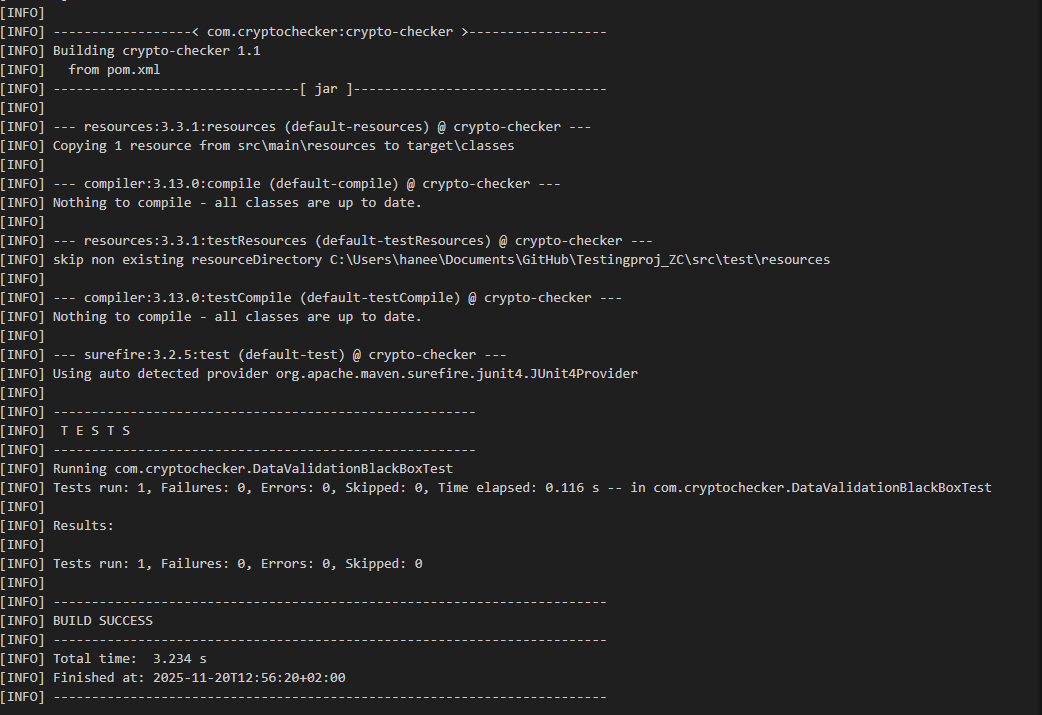 [INFO]
[INFO] ------------------< com.cryptochecker:crypto-checker >------------------
[INFO] Building crypto-checker 1.1
[INFO]   from pom.xml
[INFO] --------------------------------[ jar ]---------------------------------
[INFO]
[INFO] --- resources:3.3.1:resources (default-resources) @ crypto-checker ---
[INFO] Copying 1 resource from src\main\resources to target\classes
[INFO]
[INFO] --- compiler:3.13.0:compile (default-compile) @ crypto-checker ---
[INFO] Nothing to compile - all classes are up to date.
[INFO]
[INFO] --- resources:3.3.1:testResources (default-testResources) @ crypto-checker ---
[INFO] skip non existing resourceDirectory C:\Users\hanee\Documents\GitHub\Testingproj_ZC\src\test\resources
[INFO]
[INFO] --- compiler:3.13.0:testCompile (default-testCompile) @ crypto-checker ---
[INFO] Nothing to compile - all classes are up to date.
[INFO]
[INFO] --- surefire:3.2.5:test (default-test) @ crypto-checker ---
[INFO] Using auto detected provider org.apache.maven.surefire.junit4.JUnit4Provider
[INFO]
[INFO] -------------------------------------------------------
[INFO]  T E S T S
[INFO] -------------------------------------------------------
[INFO] Running com.cryptochecker.DataValidationBlackBoxTest
[INFO] Tests run: 1, Failures: 0, Errors: 0, Skipped: 0, Time elapsed: 0.116 s -- in com.cryptochecker.DataValidationBlackBoxTest
[INFO]
[INFO] Results:
[INFO]
[INFO] Tests run: 1, Failures: 0, Errors: 0, Skipped: 0
[INFO]
[INFO] ------------------------------------------------------------------------
[INFO] BUILD SUCCESS
[INFO] ------------------------------------------------------------------------
[INFO] Total time:  3.234 s
[INFO] Finished at: 2025-11-20T12:56:20+02:00
[INFO] ------------------------------------------------------------------------